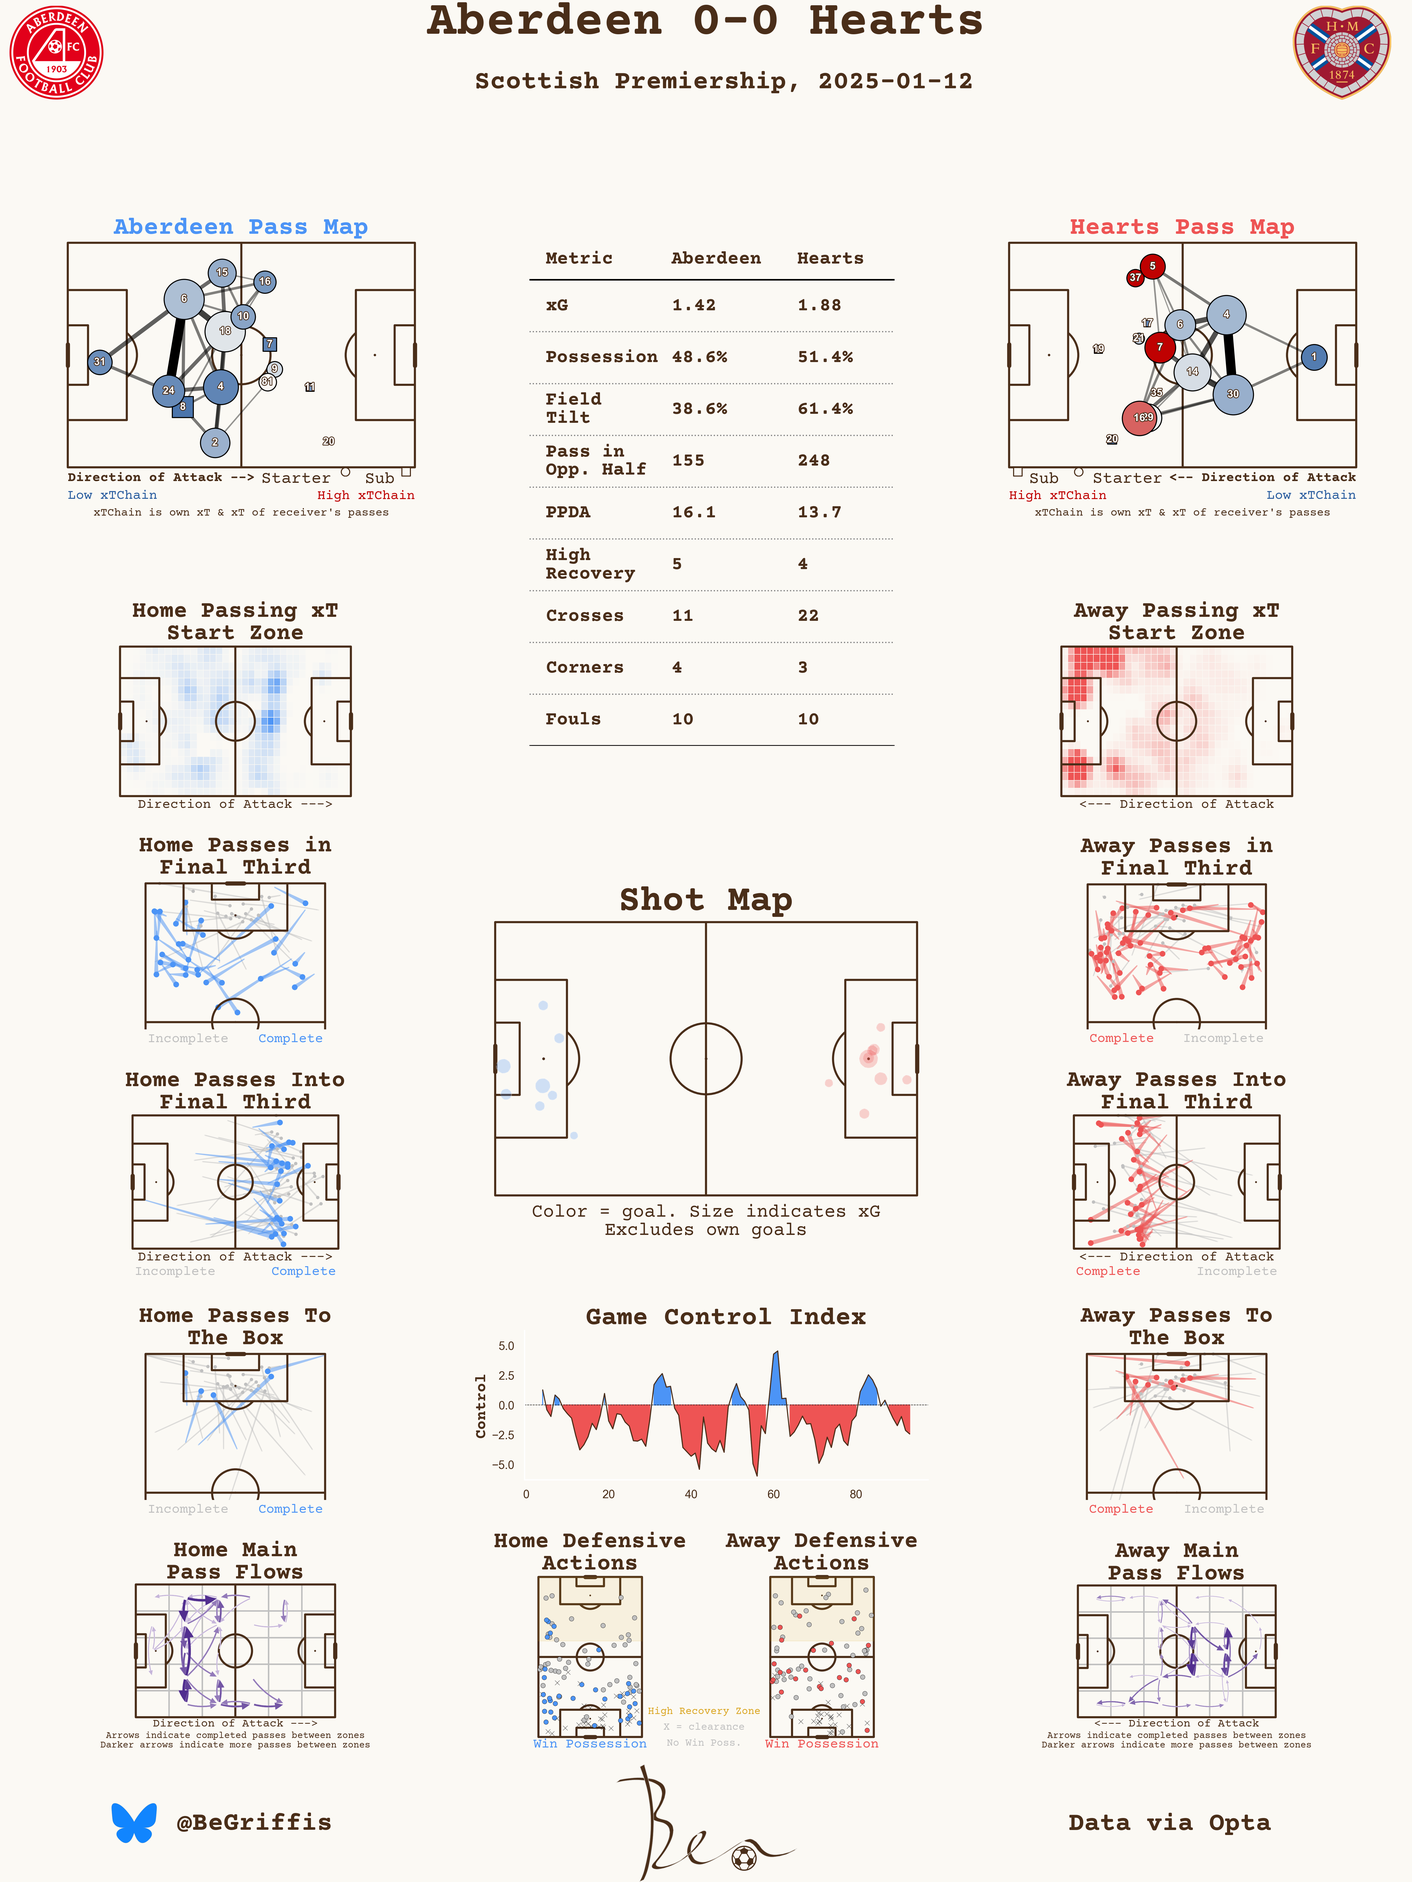 Aberdeen 0-0 Hearts
Scottish Premiership, 2025-01-12
ABERDEEN
FC
1903
FOOTBALL CLUB
H · M
F C
1874
Aberdeen Pass Map
15
16
6
10
18
7
31
9
81
24
4
11
8
2
20
Direction of Attack --> Starter Sub
Low xTChain High xTChain
xTChain is own xT & xT of receiver's passes
Metric Aberdeen Hearts
xG 1.42 1.88
Possession 48.6% 51.4%
Field
Tilt 38.6% 61.4%
Pass in
Opp. Half 155 248
PPDA 16.1 13.7
High
Recovery 5 4
Crosses 11 22
Corners 4 3
Fouls 10 10
Hearts Pass Map
5
37
4
17
6
21
19
7
1
14
35
30
16
29
20
Sub Starter <-- Direction of Attack
High xTChain Low xTChain
xTChain is own xT & xT of receiver's passes
Home Passing xT
Start Zone
Direction of Attack --->
Away Passing xT
Start Zone
<--- Direction of Attack
Home Passes in
Final Third
Incomplete Complete
Away Passes in
Final Third
Complete Incomplete
Shot Map
Color = goal. Size indicates xG
Excludes own goals
Home Passes Into
Final Third
Direction of Attack --->
Incomplete Complete
Away Passes Into
Final Third
<--- Direction of Attack
Complete Incomplete
Home Passes To
The Box
Incomplete Complete
Game Control Index
Control
5.0
2.5
0.0
−2.5
−5.0
0 20 40 60 80
Away Passes To
The Box
Complete Incomplete
Home Main
Pass Flows
Direction of Attack --->
Arrows indicate completed passes between zones
Darker arrows indicate more passes between zones
Home Defensive
Actions
Win Possession
Away Defensive
Actions
Win Possession
High Recovery Zone
X = clearance
No Win Poss.
Away Main
Pass Flows
<--- Direction of Attack
Arrows indicate completed passes between zones
Darker arrows indicate more passes between zones
@BeGriffis
Ben
Data via Opta